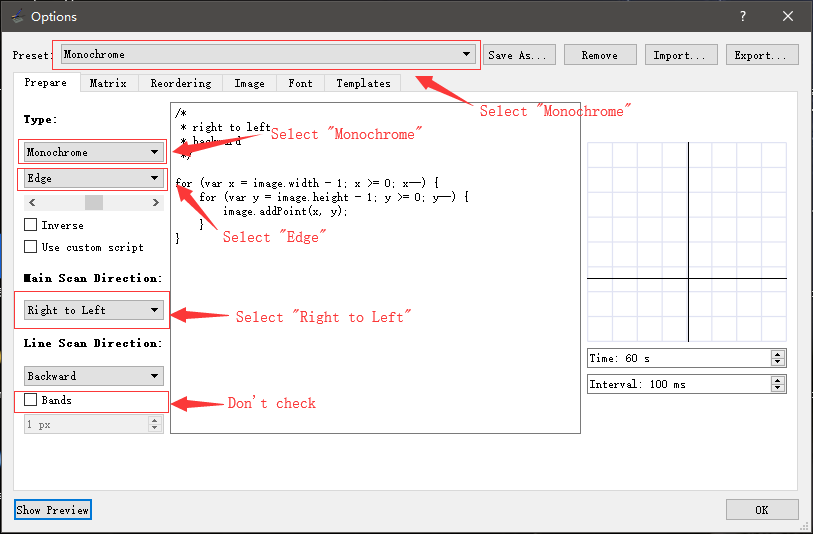 Options
Preset: Monochrome Save As... Remove Import... Export...
Prepare Matrix Reordering Image Font Templates
Select "Monochrome"
Type:
Monochrome
Edge
Inverse
Use custom script
Main Scan Direction:
Right to Left
Line Scan Direction:
Backward
Bands
1 px
/*
* right to left
* backward
*/
for (var x = image.width - 1; x >= 0; x--) {
for (var y = image.height - 1; y >= 0; y--) {
image.addPoint(x, y);
}
}
Select "Monochrome"
Select "Edge"
Select "Right to Left"
Don't check
Time: 60 s
Interval: 100 ms
Show Preview
OK